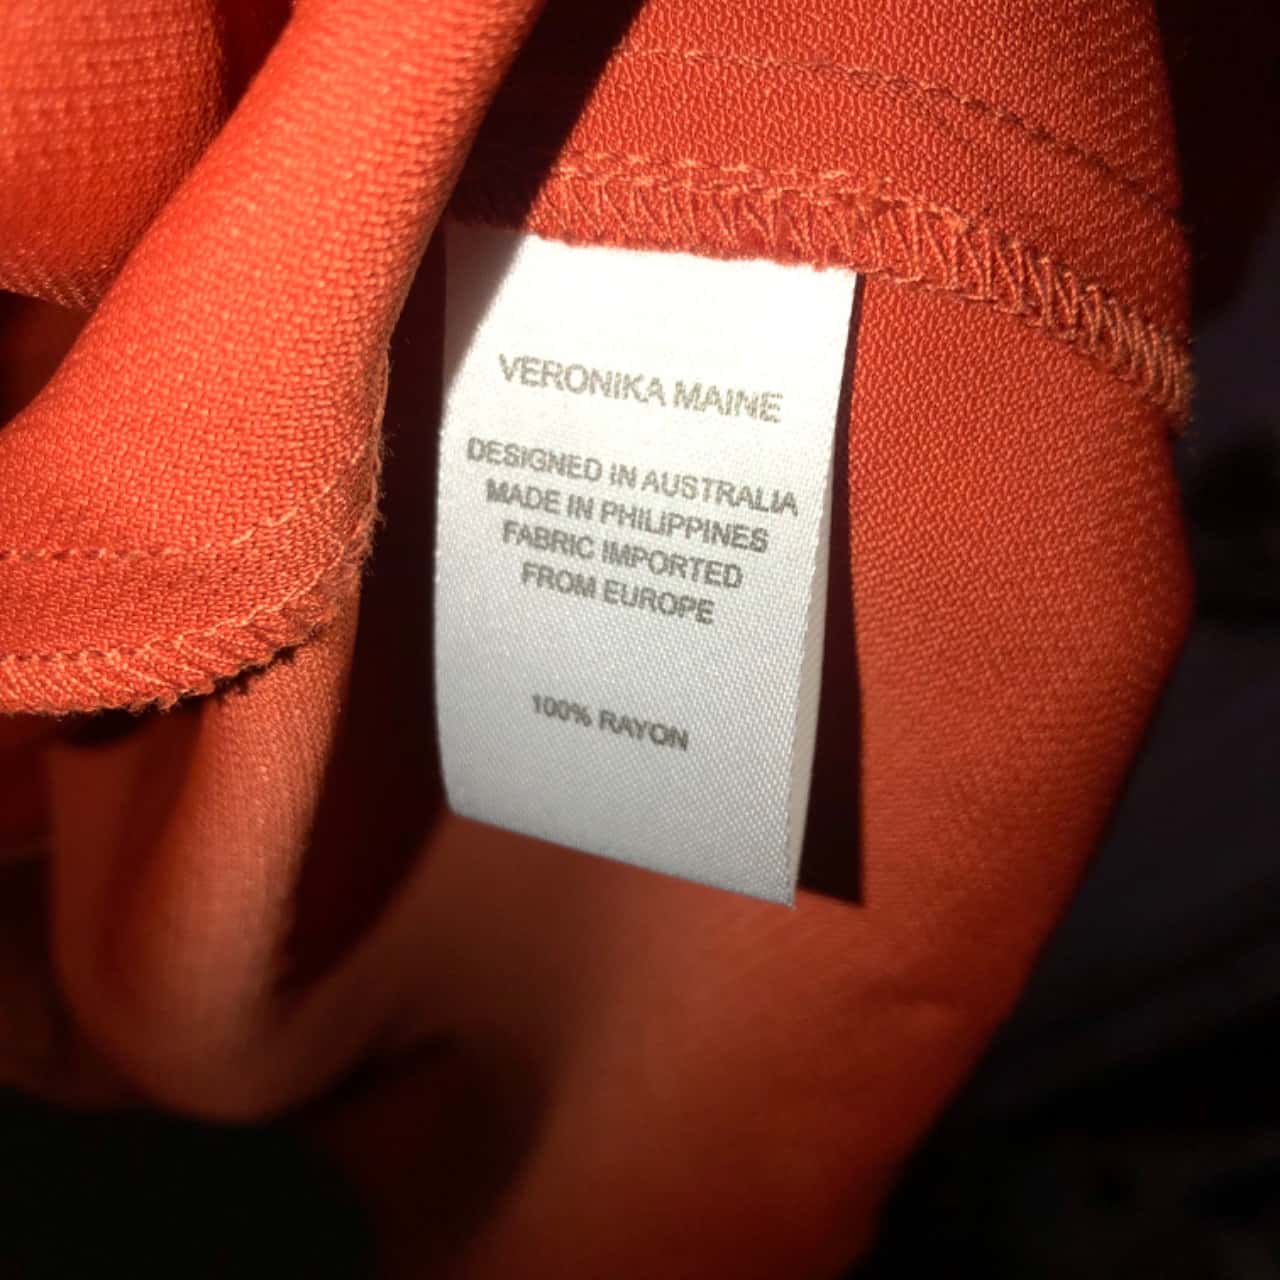 VERONIKA MAINE
DESIGNED IN AUSTRALIA
MADE IN PHILIPPINES
FABRIC IMPORTED
FROM EUROPE
100% RAYON